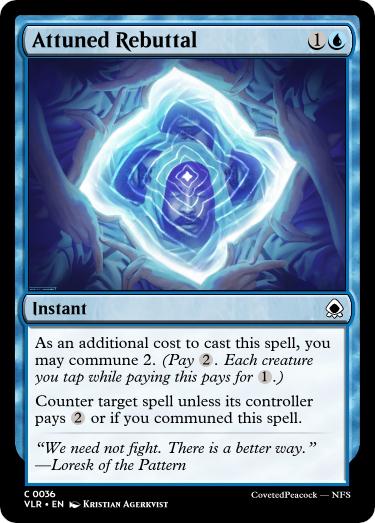 Attuned Rebuttal 1
Instant
As an additional cost to cast this spell, you
may commune 2. (Pay 2. Each creature
you tap while paying this pays for 1.)
Counter target spell unless its controller
pays 2 or if you communed this spell.
“We need not fight. There is a better way.”
—Loresk of the Pattern
C 0036
VLR • EN Kristian Agerkvist
CovetedPeacock — NFS